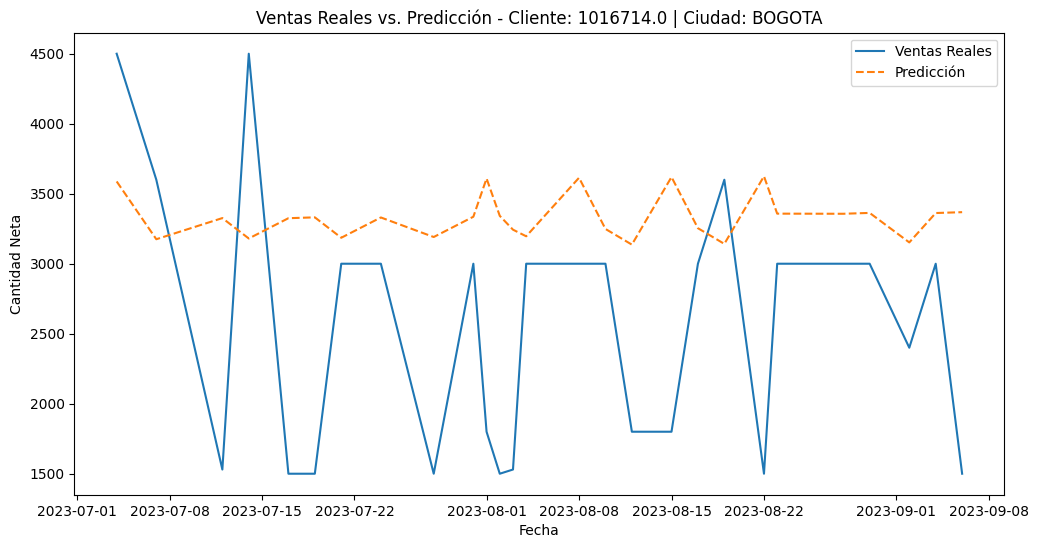 Ventas Reales vs. Predicción - Cliente: 1016714.0 | Ciudad: BOGOTA
Ventas Reales
Predicción
Cantidad Neta
4500
4000
3500
3000
2500
2000
1500
2023-07-01 2023-07-08 2023-07-15 2023-07-22 2023-08-01 2023-08-08 2023-08-15 2023-08-22 2023-09-01 2023-09-08
Fecha